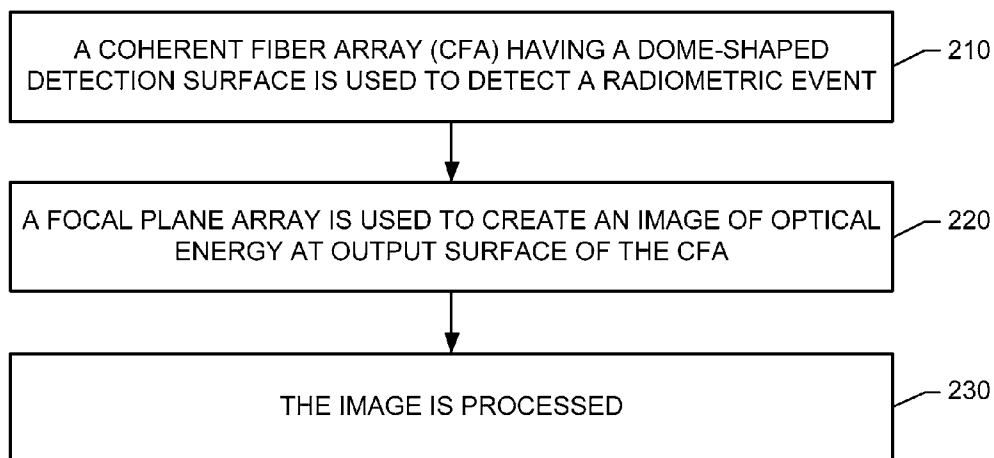 A COHERENT FIBER ARRAY (CFA) HAVING A DOME-SHAPED
DETECTION SURFACE IS USED TO DETECT A RADIOMETRIC EVENT
210
A FOCAL PLANE ARRAY IS USED TO CREATE AN IMAGE OF OPTICAL
ENERGY AT OUTPUT SURFACE OF THE CFA
220
THE IMAGE IS PROCESSED
230